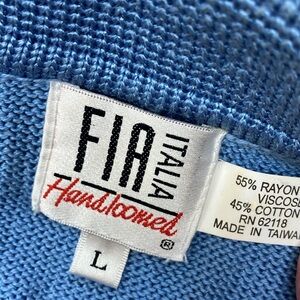 FIA
ITALIA
Handloomed
®
L
55% RAYON
VISCOSE
45% COTTON
RN 62118
MADE IN TAIWAN